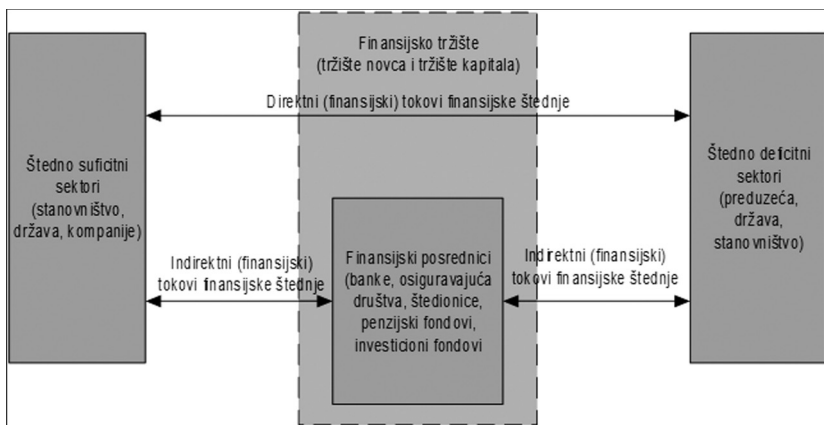 Finansijsko tržište
(tržište novca i tržište kapitala)
Direktni (finansijski) tokovi finansijske štednje
Štedno suficitni
sektori
(stanovništvo,
država, kompanije)
Indirektni (finansijski)
tokovi finansijske štednje
Finansijski posrednici
(banke, osiguravajuća
društva, štedionice,
penzijski fondovi,
investicioni fondovi
Indirektni (finansijski)
tokovi finansijske štednje
Štedno deficitni
sektori
(preduzeća,
država,
stanovništvo)